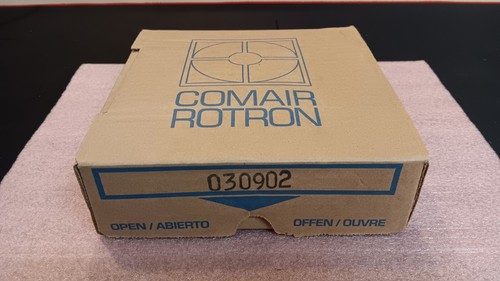 COMAIR
ROTRON
030902
OPEN / ABIERTO
OFFEN / OUVRE